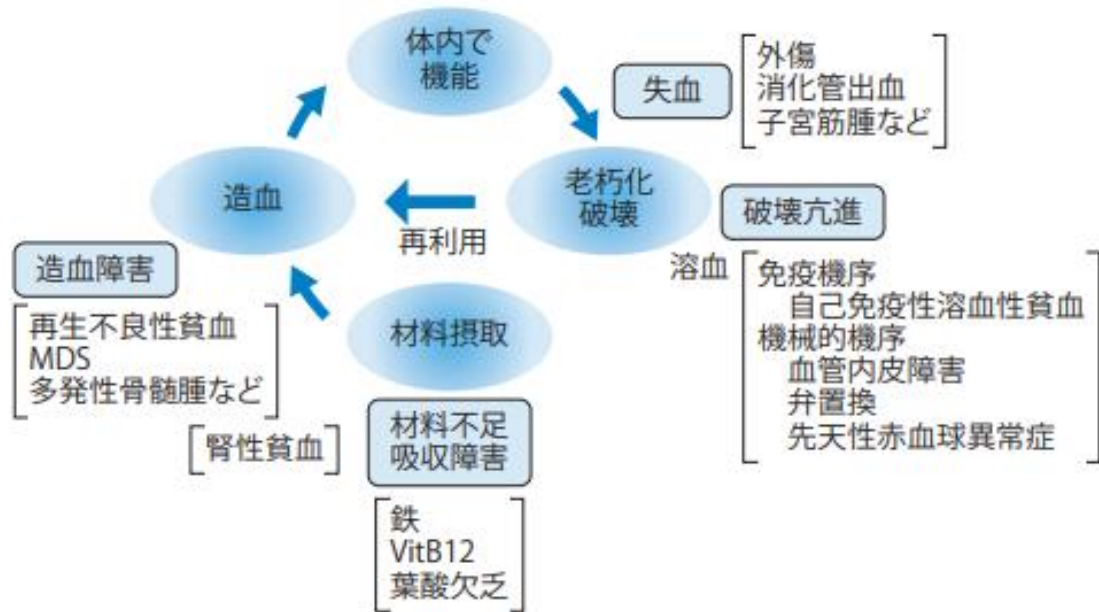 体内で
機能
失血
外傷
消化管出血
子宮筋腫など
造血
老朽化
破壊
再利用
破壊亢進
溶血
免疫機序
自己免疫性溶血性貧血
機械的機序
血管内皮障害
弁置換
先天性赤血球異常症
造血障害
再生不良性貧血
MDS
多発性骨髄腫など
材料摂取
腎性貧血
材料不足
吸収障害
鉄
VitB12
葉酸欠乏